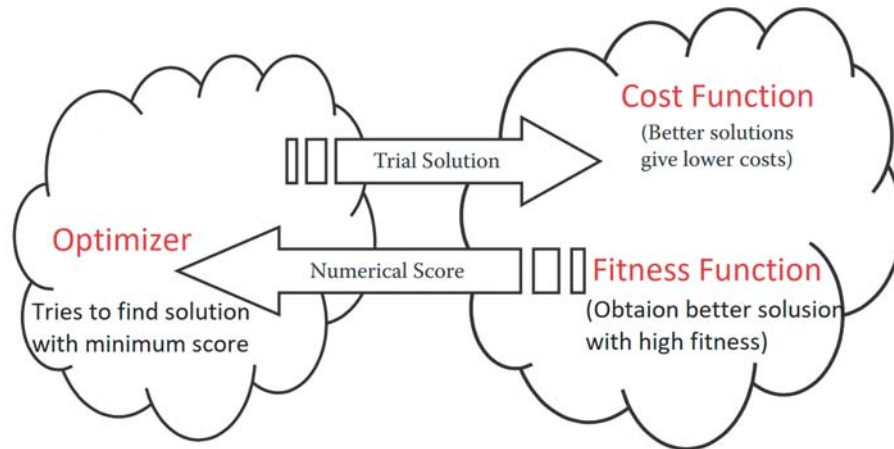 Cost Function
(Better solutions
give lower costs)
Trial Solution
Optimizer
Numerical Score
Fitness Function
Tries to find solution
with minimum score
(Obtaion better solusion
with high fitness)